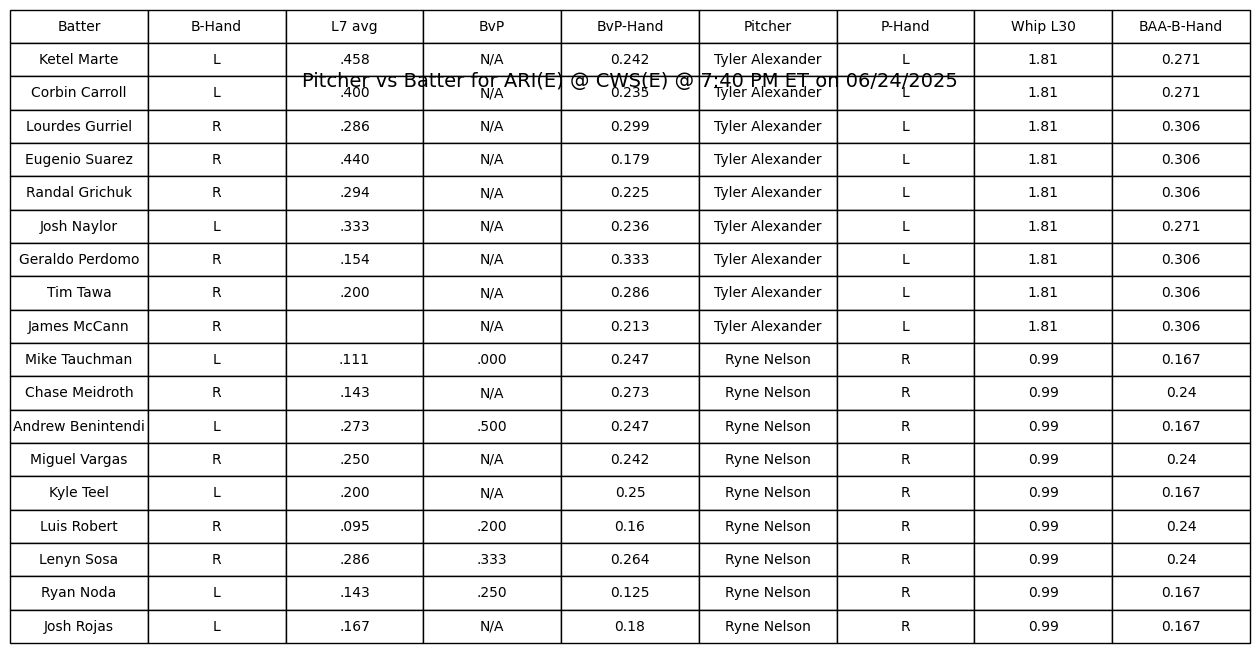 Batter B-Hand L7 avg BvP BvP-Hand Pitcher P-Hand Whip L30 BAA-B-Hand
Ketel Marte L .458 N/A 0.242 Tyler Alexander L 1.81 0.271
Pitcher vs Batter for ARI(E) @ CWS(E) @ 7:40 PM ET on 06/24/2025
Corbin Carroll L .400 N/A 0.235 Tyler Alexander L 1.81 0.271
Lourdes Gurriel R .286 N/A 0.299 Tyler Alexander L 1.81 0.306
Eugenio Suarez R .440 N/A 0.179 Tyler Alexander L 1.81 0.306
Randal Grichuk R .294 N/A 0.225 Tyler Alexander L 1.81 0.306
Josh Naylor L .333 N/A 0.236 Tyler Alexander L 1.81 0.271
Geraldo Perdomo R .154 N/A 0.333 Tyler Alexander L 1.81 0.306
Tim Tawa R .200 N/A 0.286 Tyler Alexander L 1.81 0.306
James McCann R N/A 0.213 Tyler Alexander L 1.81 0.306
Mike Tauchman L .111 .000 0.247 Ryne Nelson R 0.99 0.167
Chase Meidroth R .143 N/A 0.273 Ryne Nelson R 0.99 0.24
Andrew Benintendi L .273 .500 0.247 Ryne Nelson R 0.99 0.167
Miguel Vargas R .250 N/A 0.242 Ryne Nelson R 0.99 0.24
Kyle Teel L .200 N/A 0.25 Ryne Nelson R 0.99 0.167
Luis Robert R .095 .200 0.16 Ryne Nelson R 0.99 0.24
Lenyn Sosa R .286 .333 0.264 Ryne Nelson R 0.99 0.24
Ryan Noda L .143 .250 0.125 Ryne Nelson R 0.99 0.167
Josh Rojas L .167 N/A 0.18 Ryne Nelson R 0.99 0.167